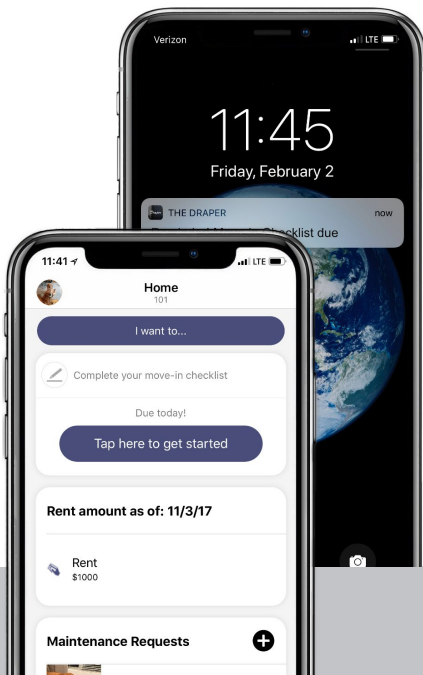 Verizon
LTE
11:45
Friday, February 2
THE DRAPER
now
Checklist due
11:41
LTE
Home
101
I want to...
Complete your move-in checklist
Due today!
Tap here to get started
Rent amount as of: 11/3/17
Rent
$1000
Maintenance Requests